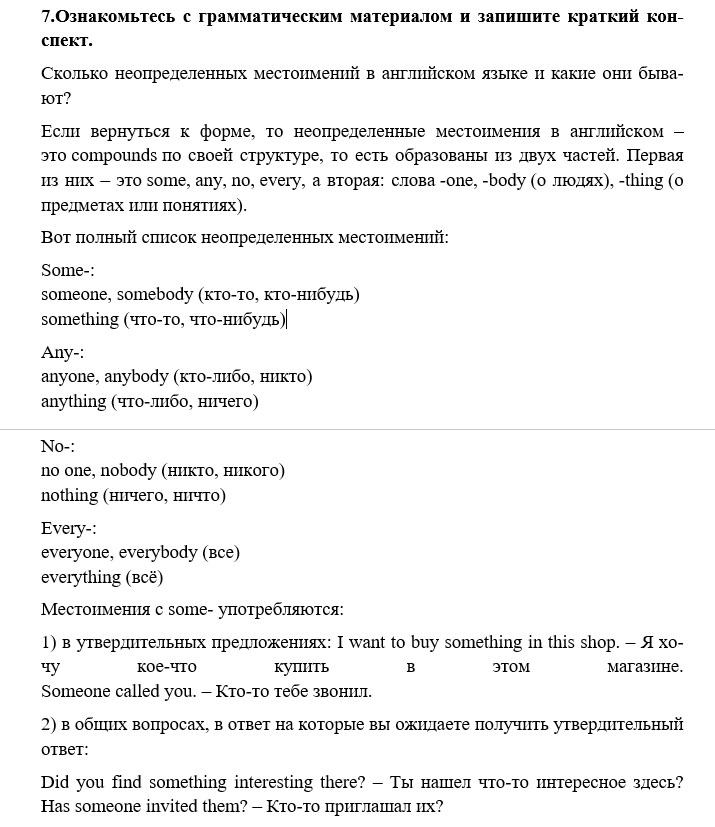 7.Ознакомьтесь с грамматическим материалом и запишите краткий кон-
спект.
Сколько неопределенных местоимений в английском языке и какие они быва-
ют?
Если вернуться к форме, то неопределенные местоимения в английском –
это compounds по своей структуре, то есть образованы из двух частей. Первая
из них – это some, any, no, every, а вторая: слова -one, -body (о людях), -thing (о
предметах или понятиях).
Вот полный список неопределенных местоимений:
Some-:
someone, somebody (кто-то, кто-нибудь)
something (что-то, что-нибудь)
Any-:
anyone, anybody (кто-либо, никто)
anything (что-либо, ничего)
No-:
no one, nobody (никто, никого)
nothing (ничего, ничто)
Every-:
everyone, everybody (все)
everything (всё)
Местоимения с some- употребляются:
1) в утвердительных предложениях: I want to buy something in this shop. – Я хо-
чу кое-что купить в этом магазине.
Someone called you. – Кто-то тебе звонил.
2) в общих вопросах, в ответ на которые вы ожидаете получить утвердительный
ответ:
Did you find something interesting there? – Ты нашел что-то интересное здесь?
Has someone invited them? – Кто-то приглашал их?